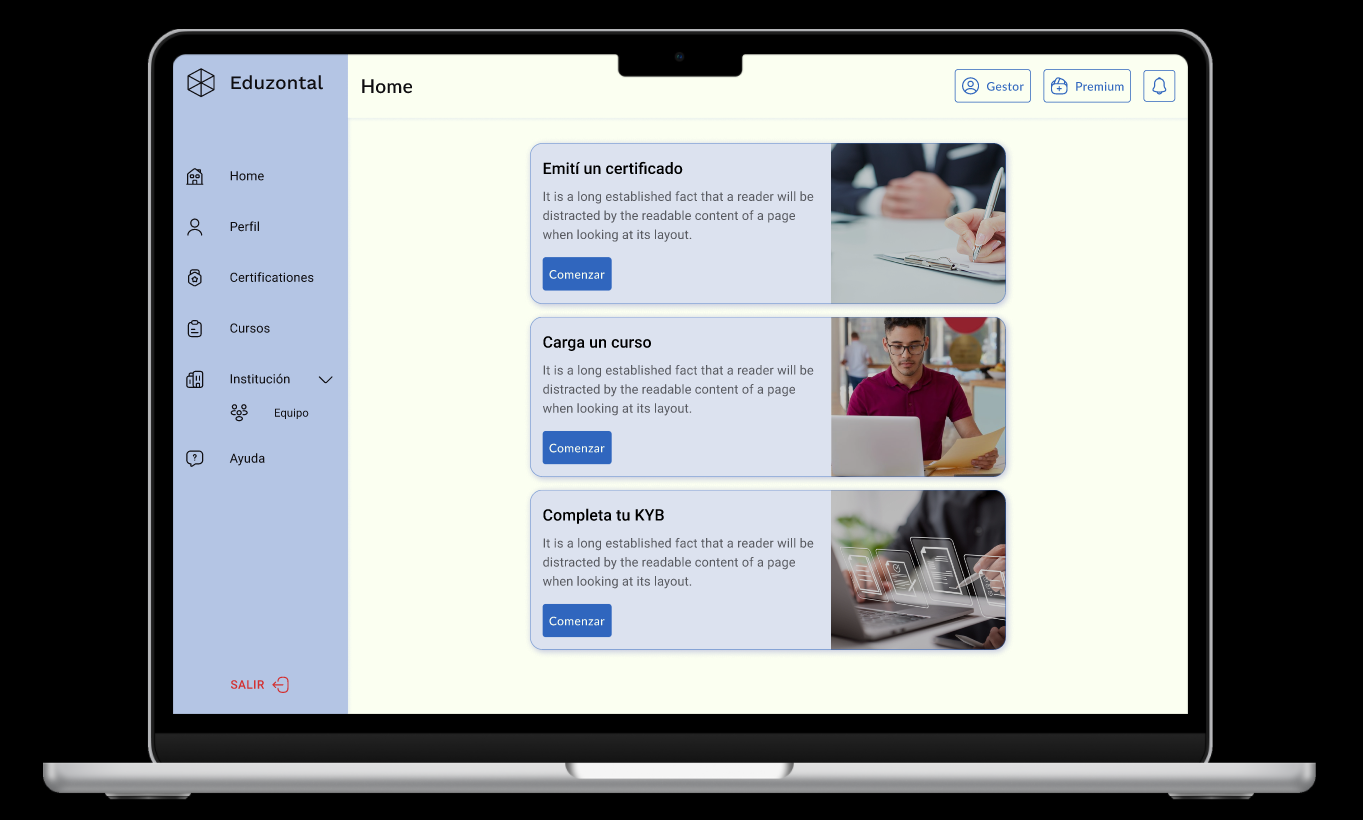 Eduzontal
Home
Gestor
Premium
Home
Perfil
Certificationes
Cursos
Institución
Equipo
Ayuda
SALIR
Emití un certificado
It is a long established fact that a reader will be
distracted by the readable content of a page
when looking at its layout.
Comenzar
Carga un curso
It is a long established fact that a reader will be
distracted by the readable content of a page
when looking at its layout.
Comenzar
Completa tu KYB
It is a long established fact that a reader will be
distracted by the readable content of a page
when looking at its layout.
Comenzar